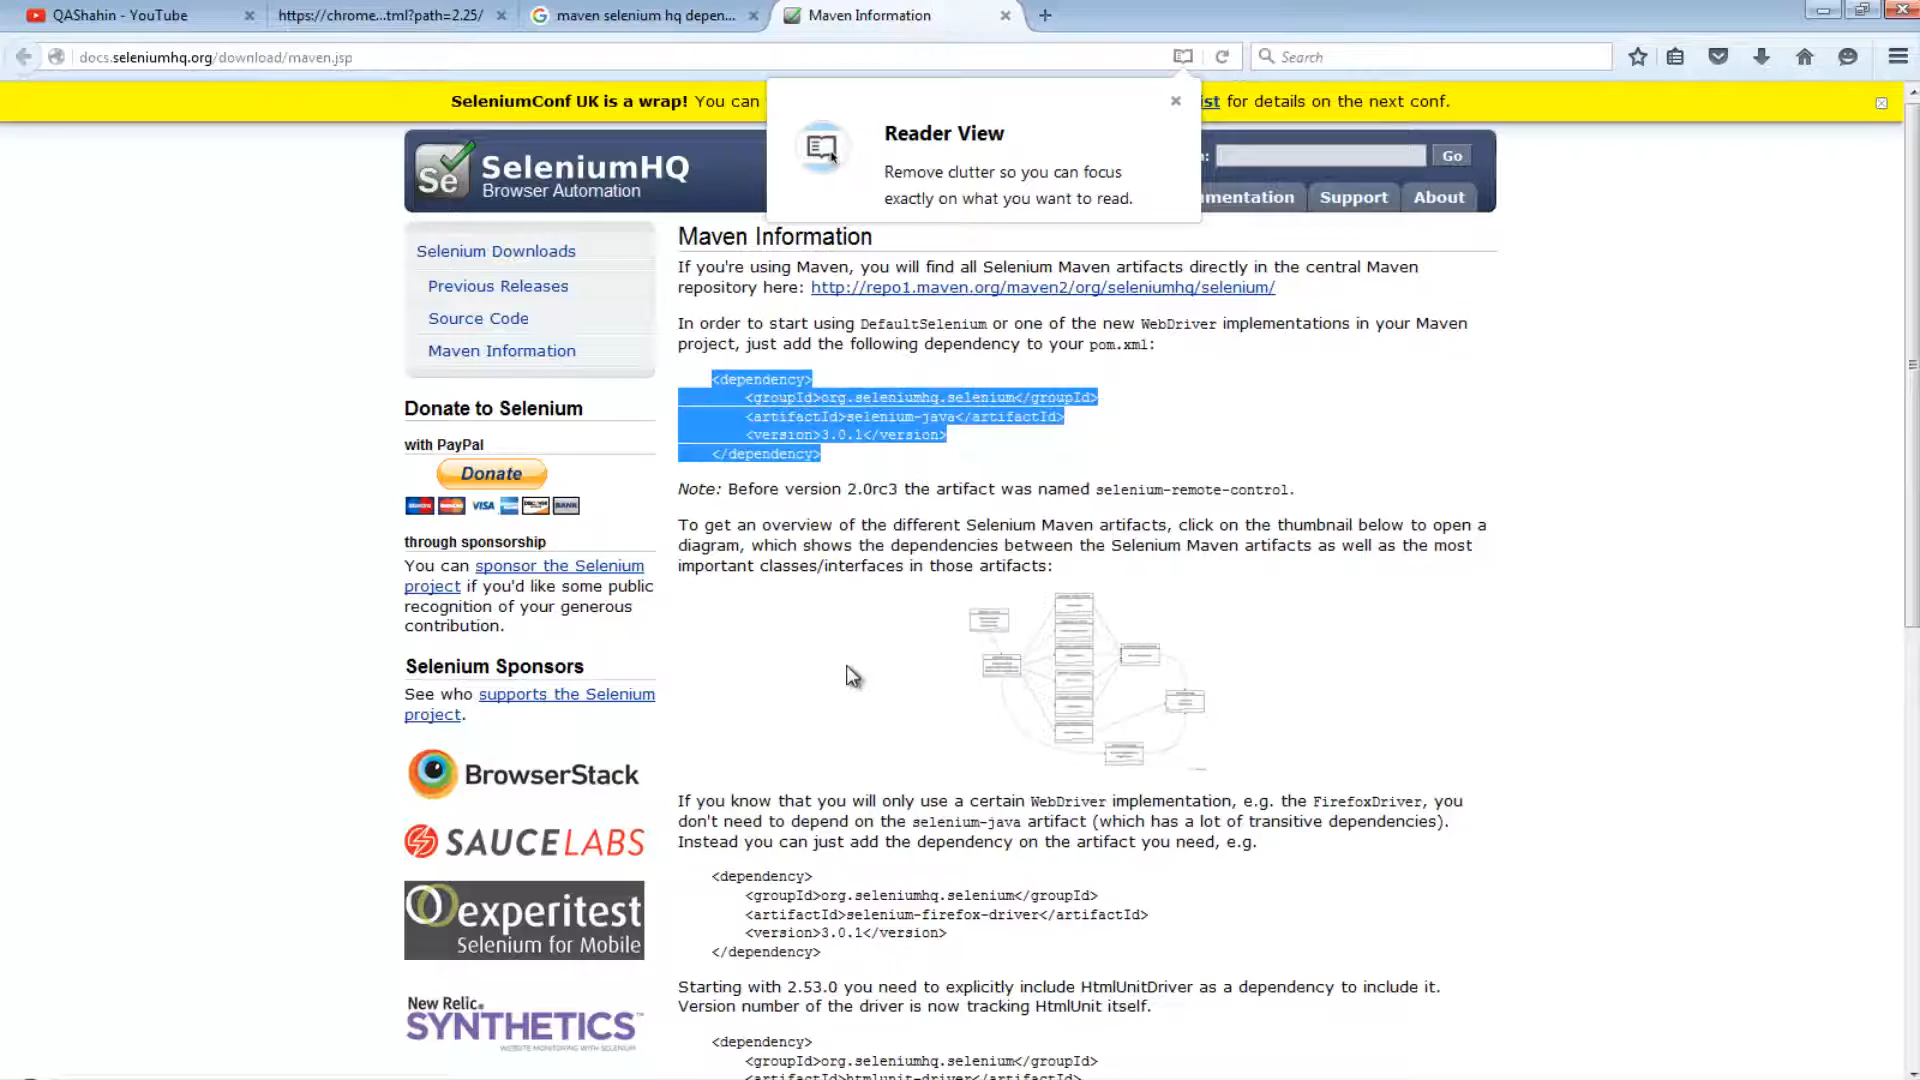 QAShahin - YouTube
https://chrome...tml?path=2.25/
maven selenium hq depen...
Maven Information
docs.seleniumhq.org/download/maven.jsp
Search
SeleniumConf UK is a wrap! You can
ist for details on the next conf.
Reader View
Remove clutter so you can focus
exactly on what you want to read.
Se
SeleniumHQ
Browser Automation
:
Go
mentation
Support
About
Selenium Downloads
Previous Releases
Source Code
Maven Information
Donate to Selenium
with PayPal
Donate
VISA
BANK
through sponsorship
You can sponsor the Selenium
project if you'd like some public
recognition of your generous
contribution.
Selenium Sponsors
See who supports the Selenium
project.
BrowserStack
SAUCELABS
experitest
Selenium for Mobile
New Relic.
SYNTHETICS™
WEBSITE MONITORING WITH SELENIUM
Maven Information
If you're using Maven, you will find all Selenium Maven artifacts directly in the central Maven
repository here: http://repo1.maven.org/maven2/org/seleniumhq/selenium/
In order to start using DefaultSelenium or one of the new WebDriver implementations in your Maven
project, just add the following dependency to your pom.xml:
<dependency>
<groupId>org.seleniumhq.selenium</groupId>
<artifactId>selenium-java</artifactId>
<version>3.0.1</version>
</dependency>
Note: Before version 2.0rc3 the artifact was named selenium-remote-control.
To get an overview of the different Selenium Maven artifacts, click on the thumbnail below to open a
diagram, which shows the dependencies between the Selenium Maven artifacts as well as the most
important classes/interfaces in those artifacts:
If you know that you will only use a certain WebDriver implementation, e.g. the FirefoxDriver, you
don't need to depend on the selenium-java artifact (which has a lot of transitive dependencies).
Instead you can just add the dependency on the artifact you need, e.g.
<dependency>
<groupId>org.seleniumhq.selenium</groupId>
<artifactId>selenium-firefox-driver</artifactId>
<version>3.0.1</version>
</dependency>
Starting with 2.53.0 you need to explicitly include HtmlUnitDriver as a dependency to include it.
Version number of the driver is now tracking HtmlUnit itself.
<dependency>
<groupId>org.seleniumhq.selenium</groupId>
<artifactId>htmlunit-driver</artifactId>